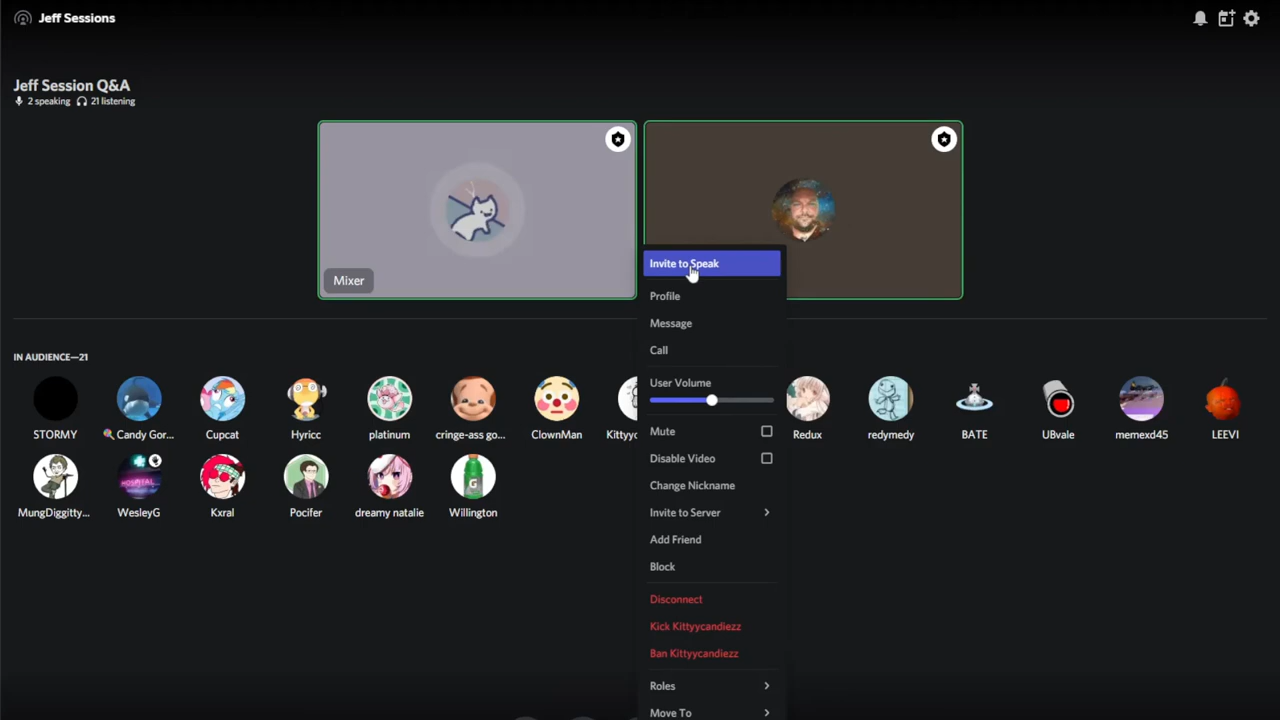 Jeff Sessions
Jeff Session Q&A
2 speaking 21 listening
Mixer
Invite to Speak
Profile
Message
Call
User Volume
Mute
Disable Video
Change Nickname
Invite to Server
Add Friend
Block
Disconnect
Kick Kittyycandiezz
Ban Kittyycandiezz
Roles
Move To
IN AUDIENCE—21
STORMY
Candy Gor...
Cupcat
Hyricc
platinum
cringe-ass go...
ClownMan
Kittyyc
Redux
redymedy
BATE
UBvale
memexd45
LEEVI
MungDiggitty...
WesleyG
Kxral
Pocifer
dreamy natalie
Willington
HOSPITAL
G